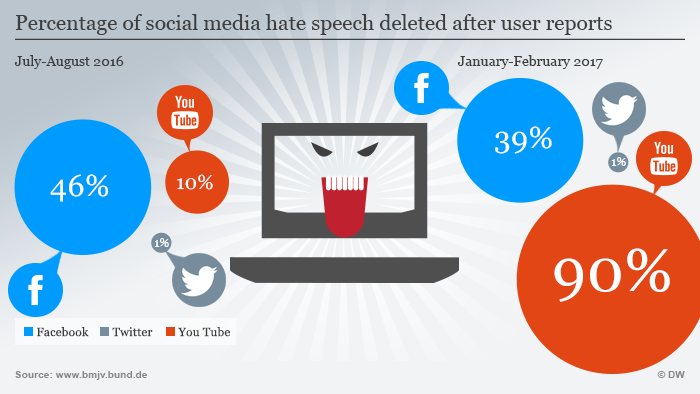 Percentage of social media hate speech deleted after user reports
July-August 2016
January-February 2017
You
Tube
46%
10%
1%
f
f
39%
1%
You
Tube
90%
Facebook
Twitter
You Tube
Source: www.bmjv.bund.de
© DW